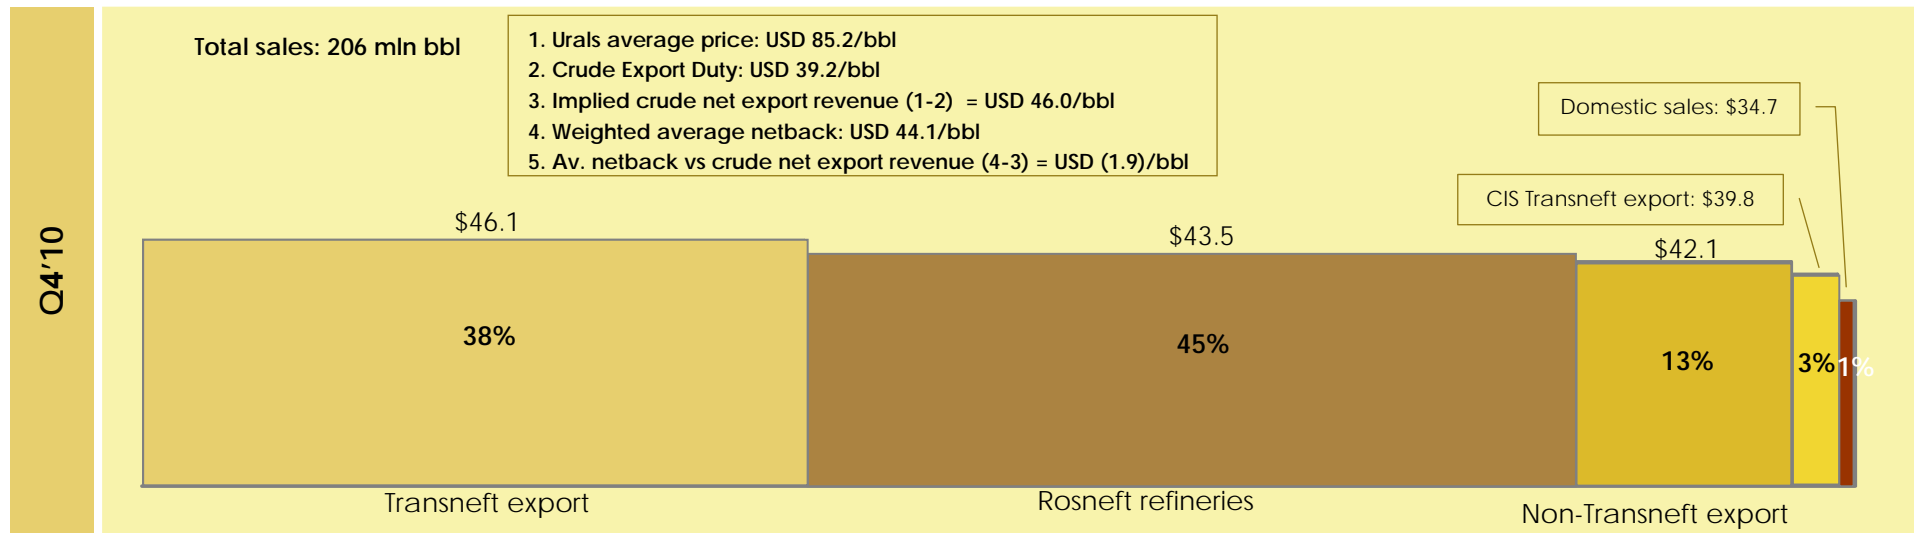 Q4'10
Total sales: 206 mln bbl
1. Urals average price: USD 85.2/bbl
2. Crude Export Duty: USD 39.2/bbl
3. Implied crude net export revenue (1-2) = USD 46.0/bbl
4. Weighted average netback: USD 44.1/bbl
5. Av. netback vs crude net export revenue (4-3) = USD (1.9)/bbl
Domestic sales: $34.7
CIS Transneft export: $39.8
$46.1
$43.5
$42.1
38%
45%
13%
3%
1%
Transneft export
Rosneft refineries
Non-Transneft export